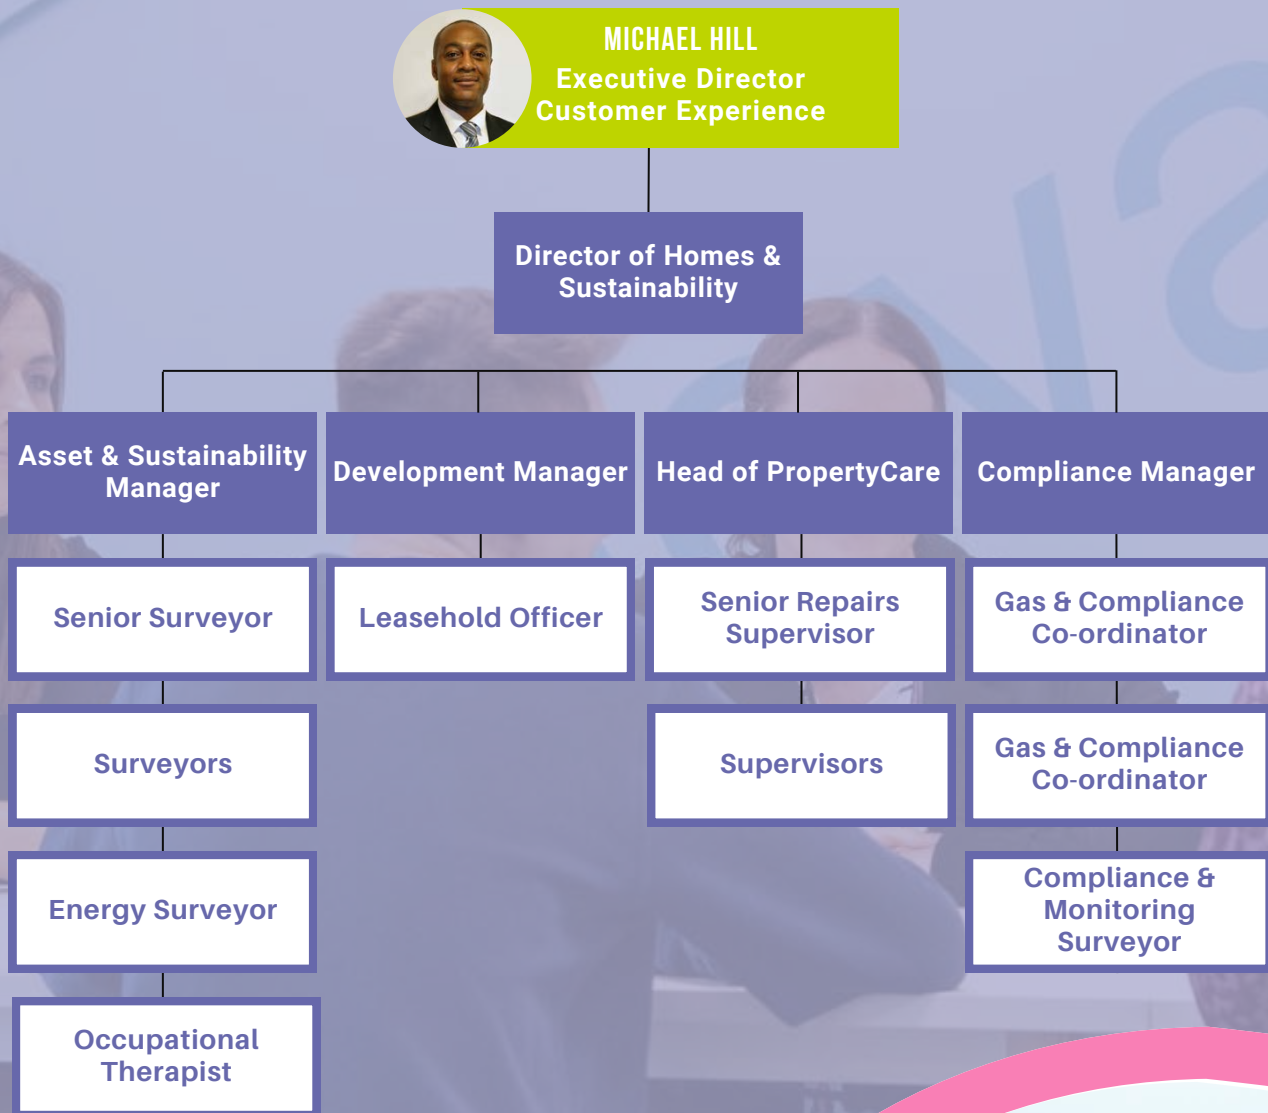 MICHAEL HILL
Executive Director
Customer Experience
Director of Homes &
Sustainability
Asset & Sustainability
Manager
Development Manager
Head of PropertyCare
Compliance Manager
Senior Surveyor
Leasehold Officer
Senior Repairs
Supervisor
Gas & Compliance
Co-ordinator
Surveyors
Supervisors
Gas & Compliance
Co-ordinator
Energy Surveyor
Compliance &
Monitoring
Surveyor
Occupational
Therapist